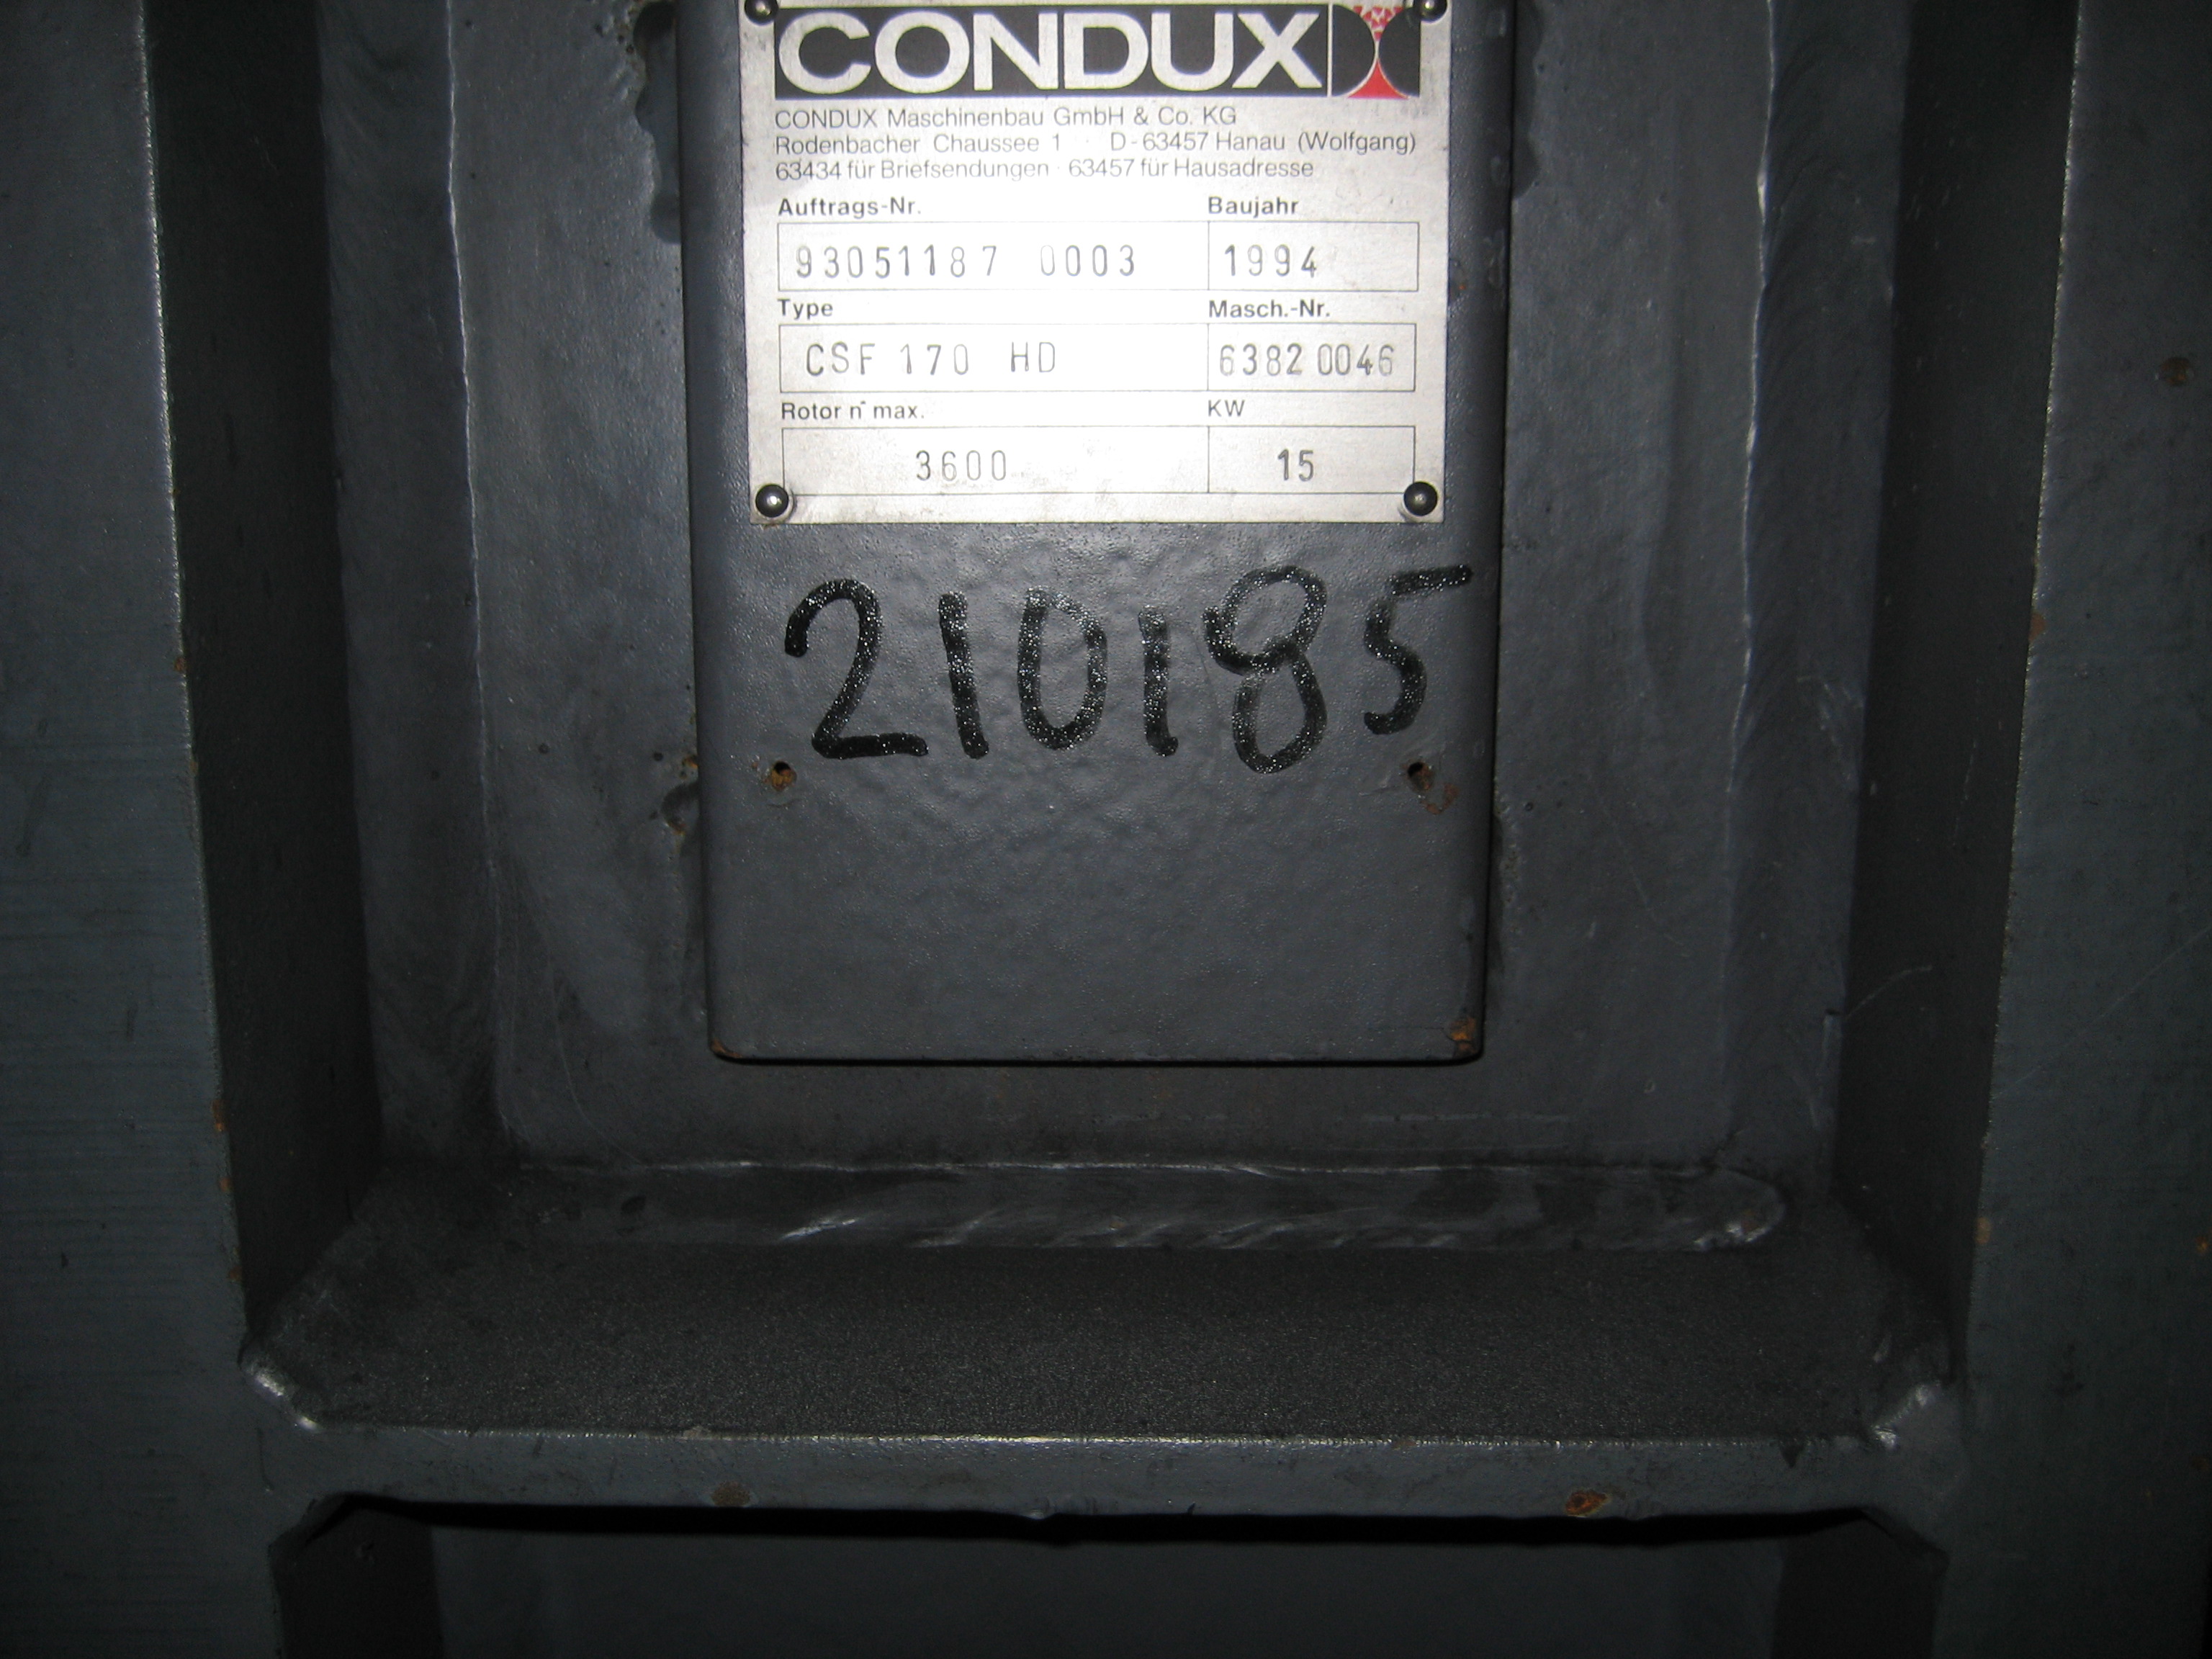 CONDUX
CONDUX Maschinenbau GmbH & Co. KG
Rodenbacher Chaussee 1 · D-63457 Hanau (Wolfgang)
63434 für Briefsendungen · 63457 für Hausadresse
Auftrags-Nr. Baujahr
93051187 0003 1994
Type Masch.-Nr.
CSF 170 HD 6382 0046
Rotor n max. KW
3600 15
210185